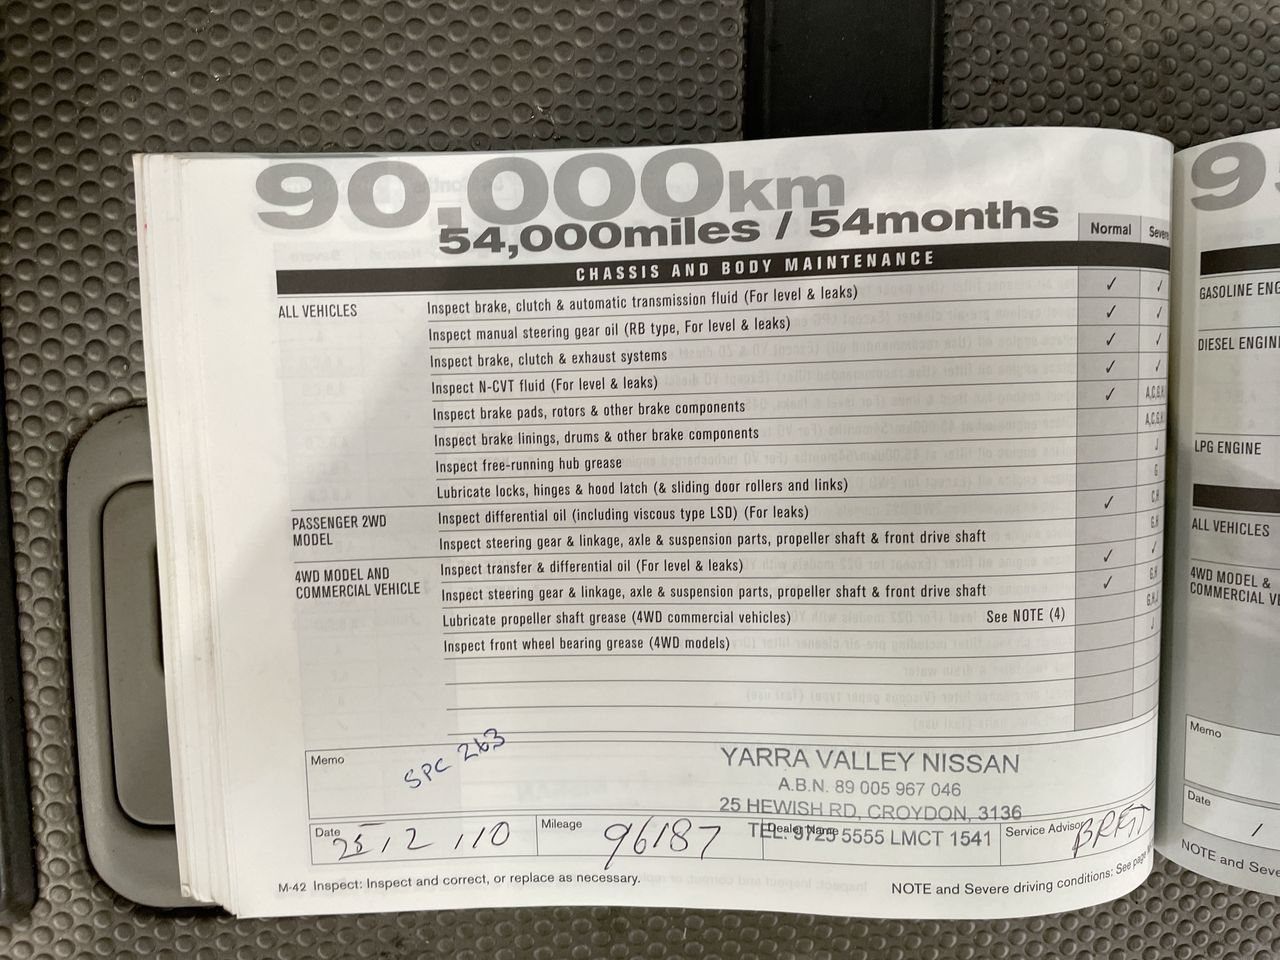 90,000km
54,000miles / 54months
Normal Severe
CHASSIS AND BODY MAINTENANCE
ALL VEHICLES Inspect brake, clutch & automatic transmission fluid (For level & leaks) ✓ ✓
Inspect manual steering gear oil (RB type, For level & leaks) ✓ ✓
Inspect brake, clutch & exhaust systems ✓ ✓
Inspect N-CVT fluid (For level & leaks) ✓ ✓
Inspect brake pads, rotors & other brake components ✓ A,C,G,H
Inspect brake linings, drums & other brake components A,C,G,H
Inspect free-running hub grease J
Lubricate locks, hinges & hood latch (& sliding door rollers and links) G
PASSENGER 2WD MODEL Inspect differential oil (including viscous type LSD) (For leaks) ✓ C,H
Inspect steering gear & linkage, axle & suspension parts, propeller shaft & front drive shaft G,H
4WD MODEL AND COMMERCIAL VEHICLE Inspect transfer & differential oil (For level & leaks) ✓ ✓
Inspect steering gear & linkage, axle & suspension parts, propeller shaft & front drive shaft ✓ G,H
Lubricate propeller shaft grease (4WD commercial vehicles) See NOTE (4) G,H,J
Inspect front wheel bearing grease (4WD models) J
Memo
SPC 263
YARRA VALLEY NISSAN
A.B.N. 89 005 967 046
25 HEWISH RD, CROYDON, 3136
TEL: 9725 5555 LMCT 1541
Date 25/2/10 Mileage 96187 Dealer Name Service Advisor
M-42 Inspect: Inspect and correct, or replace as necessary.
NOTE and Severe driving conditions: See page
GASOLINE
DIESEL
LPG ENGINE
ALL VEHICLES
4WD MODEL &
COMMERCIAL
Memo
Date /
NOTE and